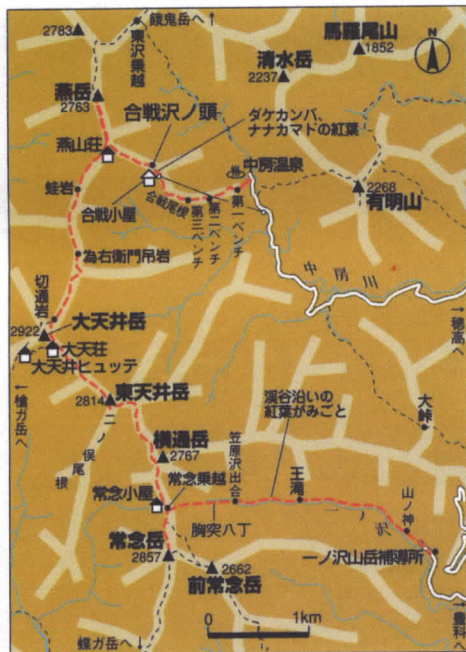 餓鬼岳へ↑
2783
東沢乗越
馬羅尾山
1852
N
清水岳
2237
燕岳
2763
合戦沢ノ頭
ダケカンバ、
ナナカマドの紅葉
燕山荘
中房温泉
合戦小屋
合戦尾根
第三ベンチ
第二ベンチ
第一ベンチ
2268
有明山
蛙岩
為右衛門吊岩
中房川
切通岩
2922
大天井岳
大天荘
大天井ヒュッテ
←槍ガ岳へ
→穂高へ
東天井岳
2814
二ノ俣尾根
渓谷沿いの
紅葉がみごと
大峠
横通岳
2767
笠原沢出合
王滝
常念乗越
常念小屋
胸突八丁
一ノ沢
山ノ神
一ノ沢山岳補導所
常念岳
2857
2662
前常念岳
0 1km
蝶ガ岳へ↓
→豊科へ